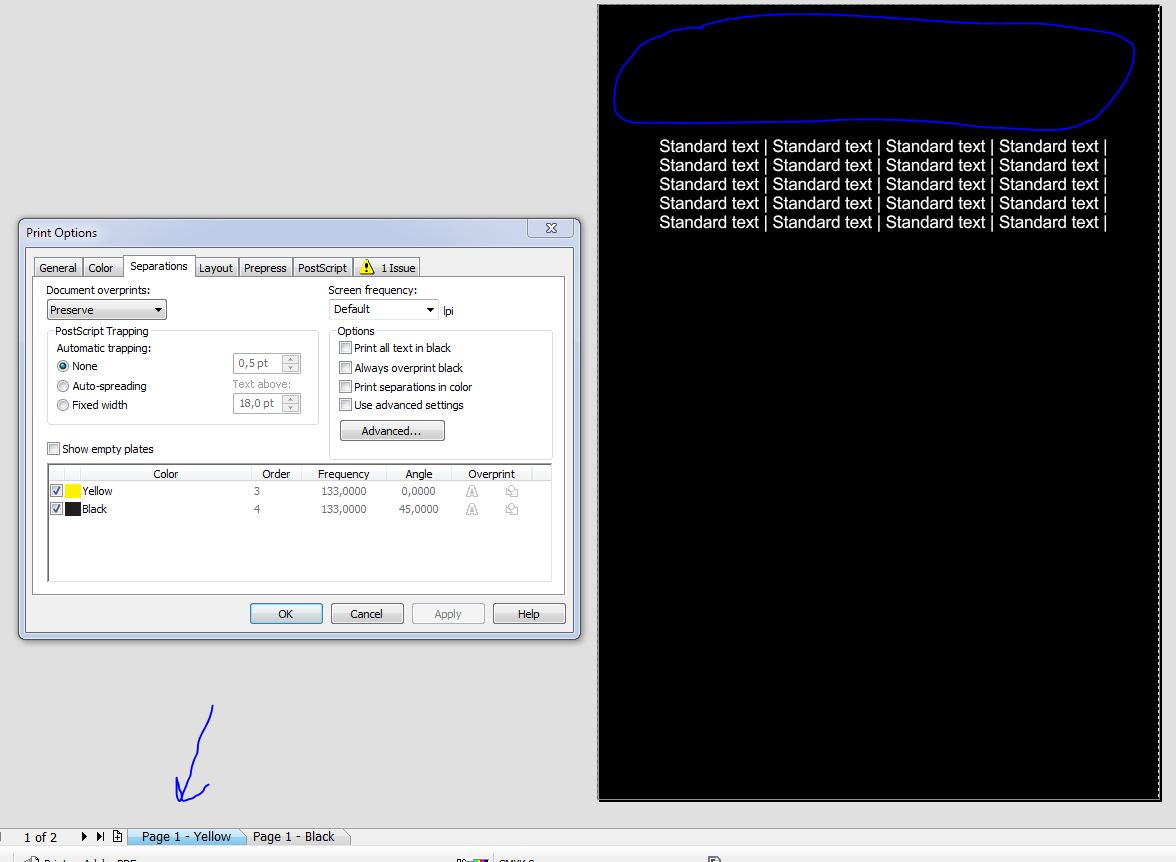 Standard text | Standard text | Standard text | Standard text |
Standard text | Standard text | Standard text | Standard text |
Standard text | Standard text | Standard text | Standard text |
Standard text | Standard text | Standard text | Standard text |
Standard text | Standard text | Standard text | Standard text |
Print Options
General Color Separations Layout Prepress PostScript 1 Issue
Document overprints:
Preserve
Screen frequency:
Default lpi
PostScript Trapping
Automatic trapping:
None 0,5 pt
Auto-spreading Text above:
Fixed width 18,0 pt
Options
Print all text in black
Always overprint black
Print separations in color
Use advanced settings
Advanced...
Show empty plates
Color Order Frequency Angle Overprint
Yellow 3 133,0000 0,0000
Black 4 133,0000 45,0000
OK Cancel Apply Help
1 of 2 Page 1 - Yellow Page 1 - Black